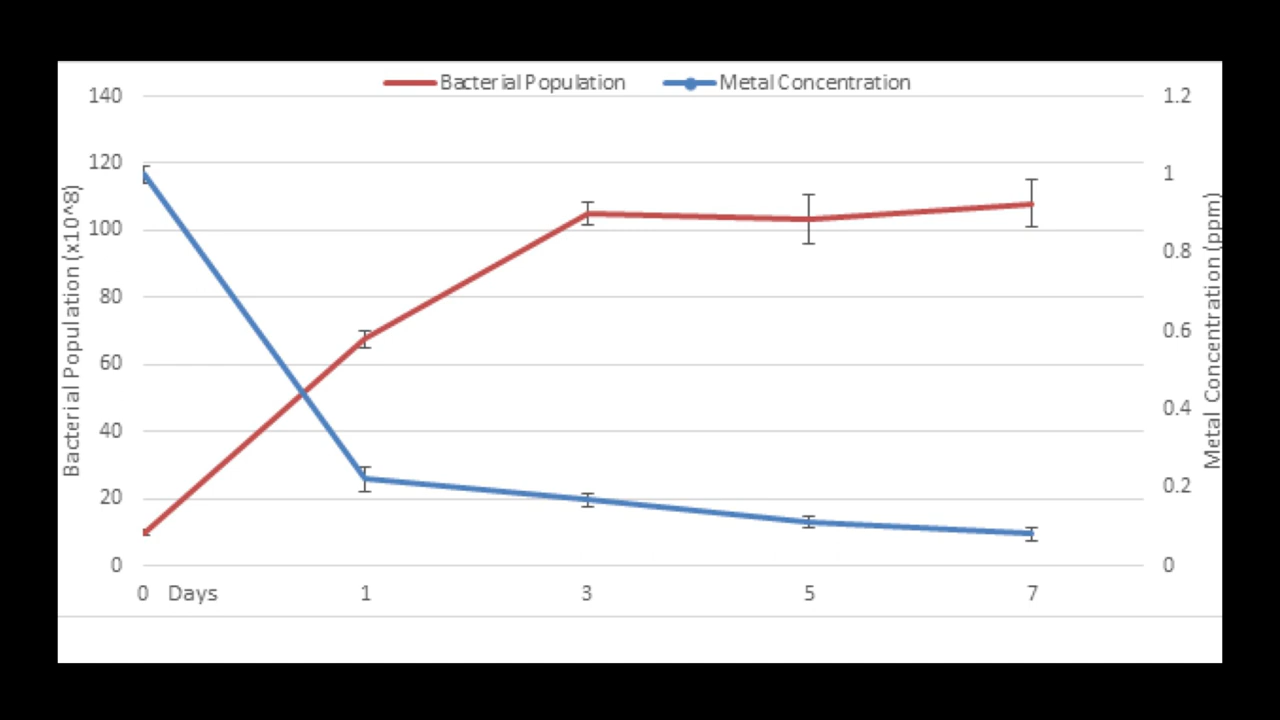 Bacterial Population Metal Concentration
140 1.2
120 1
100 0.8
80 0.6
60 0.4
40 0.2
20 0
0
Bacterial Population (x10^8)
Metal Concentration (ppm)
0 Days 1 3 5 7